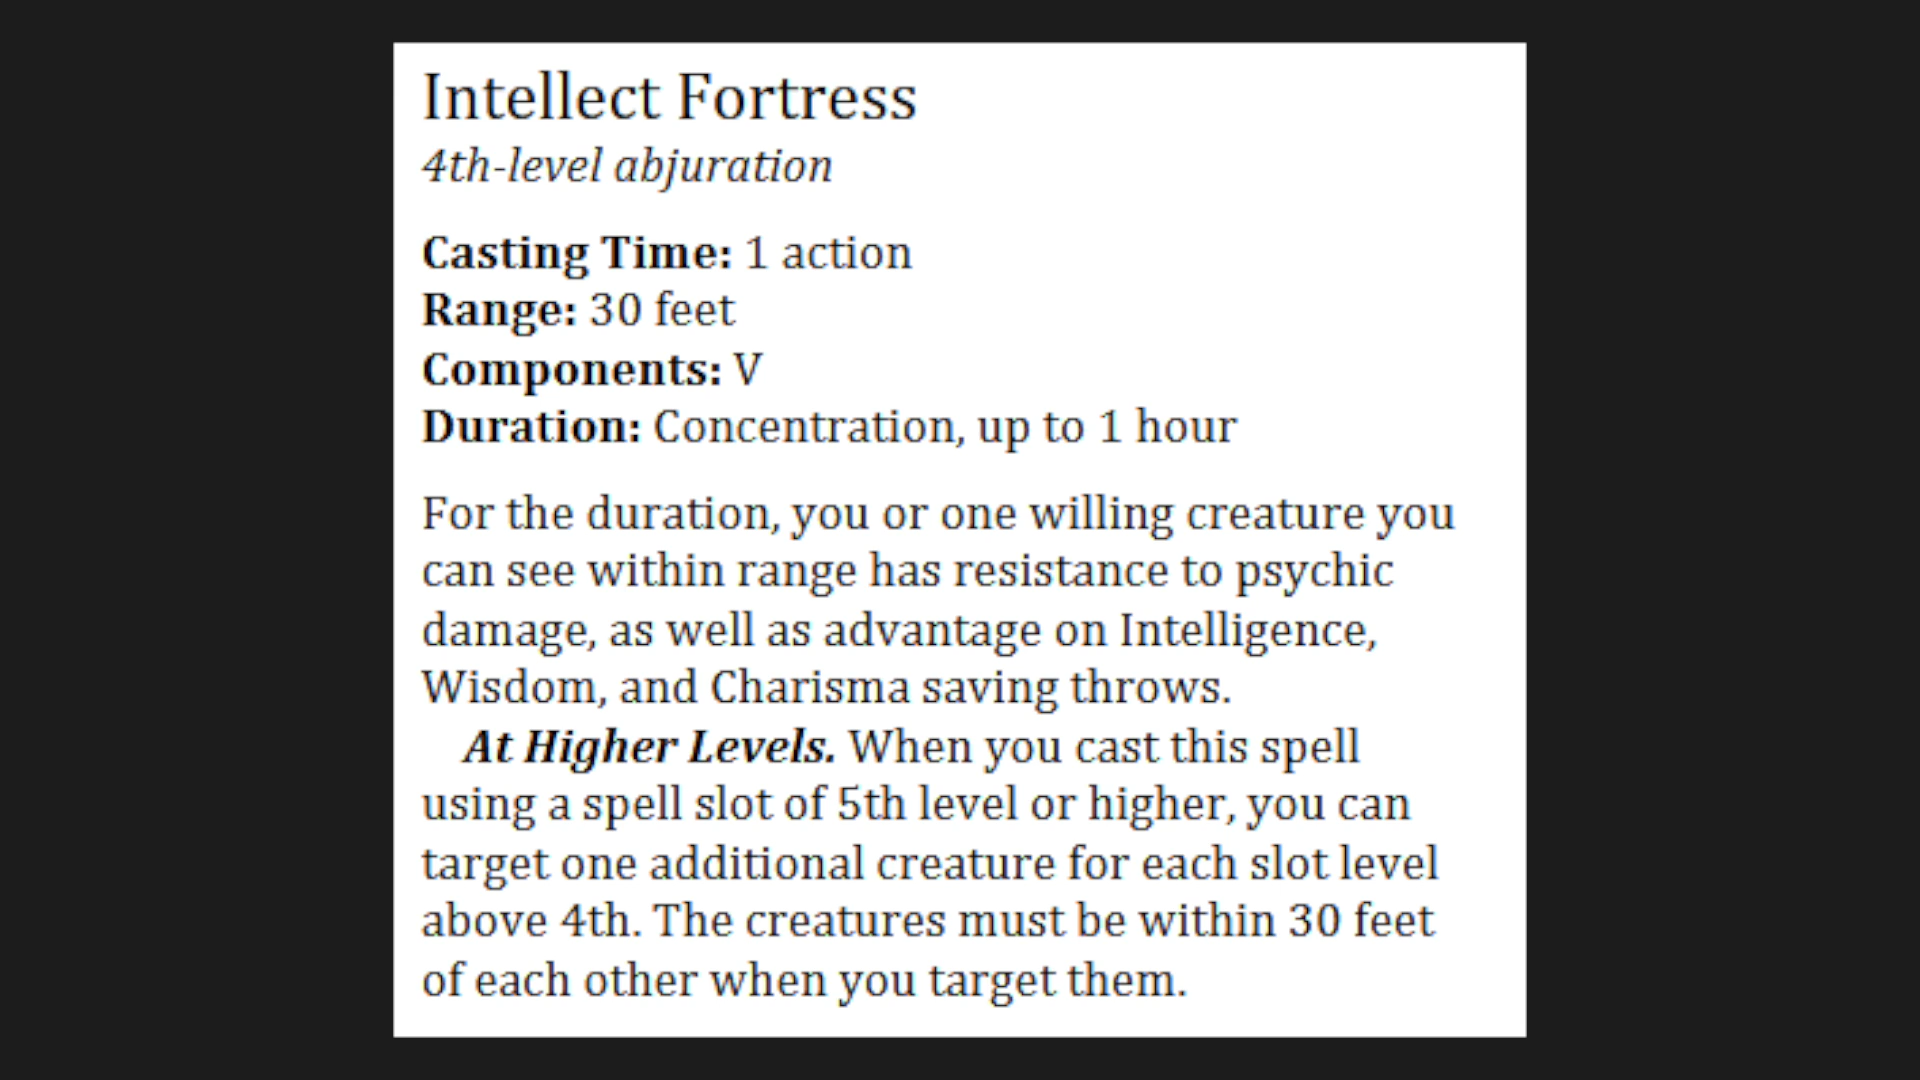 Intellect Fortress
4th-level abjuration
Casting Time: 1 action
Range: 30 feet
Components: V
Duration: Concentration, up to 1 hour
For the duration, you or one willing creature you
can see within range has resistance to psychic
damage, as well as advantage on Intelligence,
Wisdom, and Charisma saving throws.
At Higher Levels. When you cast this spell
using a spell slot of 5th level or higher, you can
target one additional creature for each slot level
above 4th. The creatures must be within 30 feet
of each other when you target them.